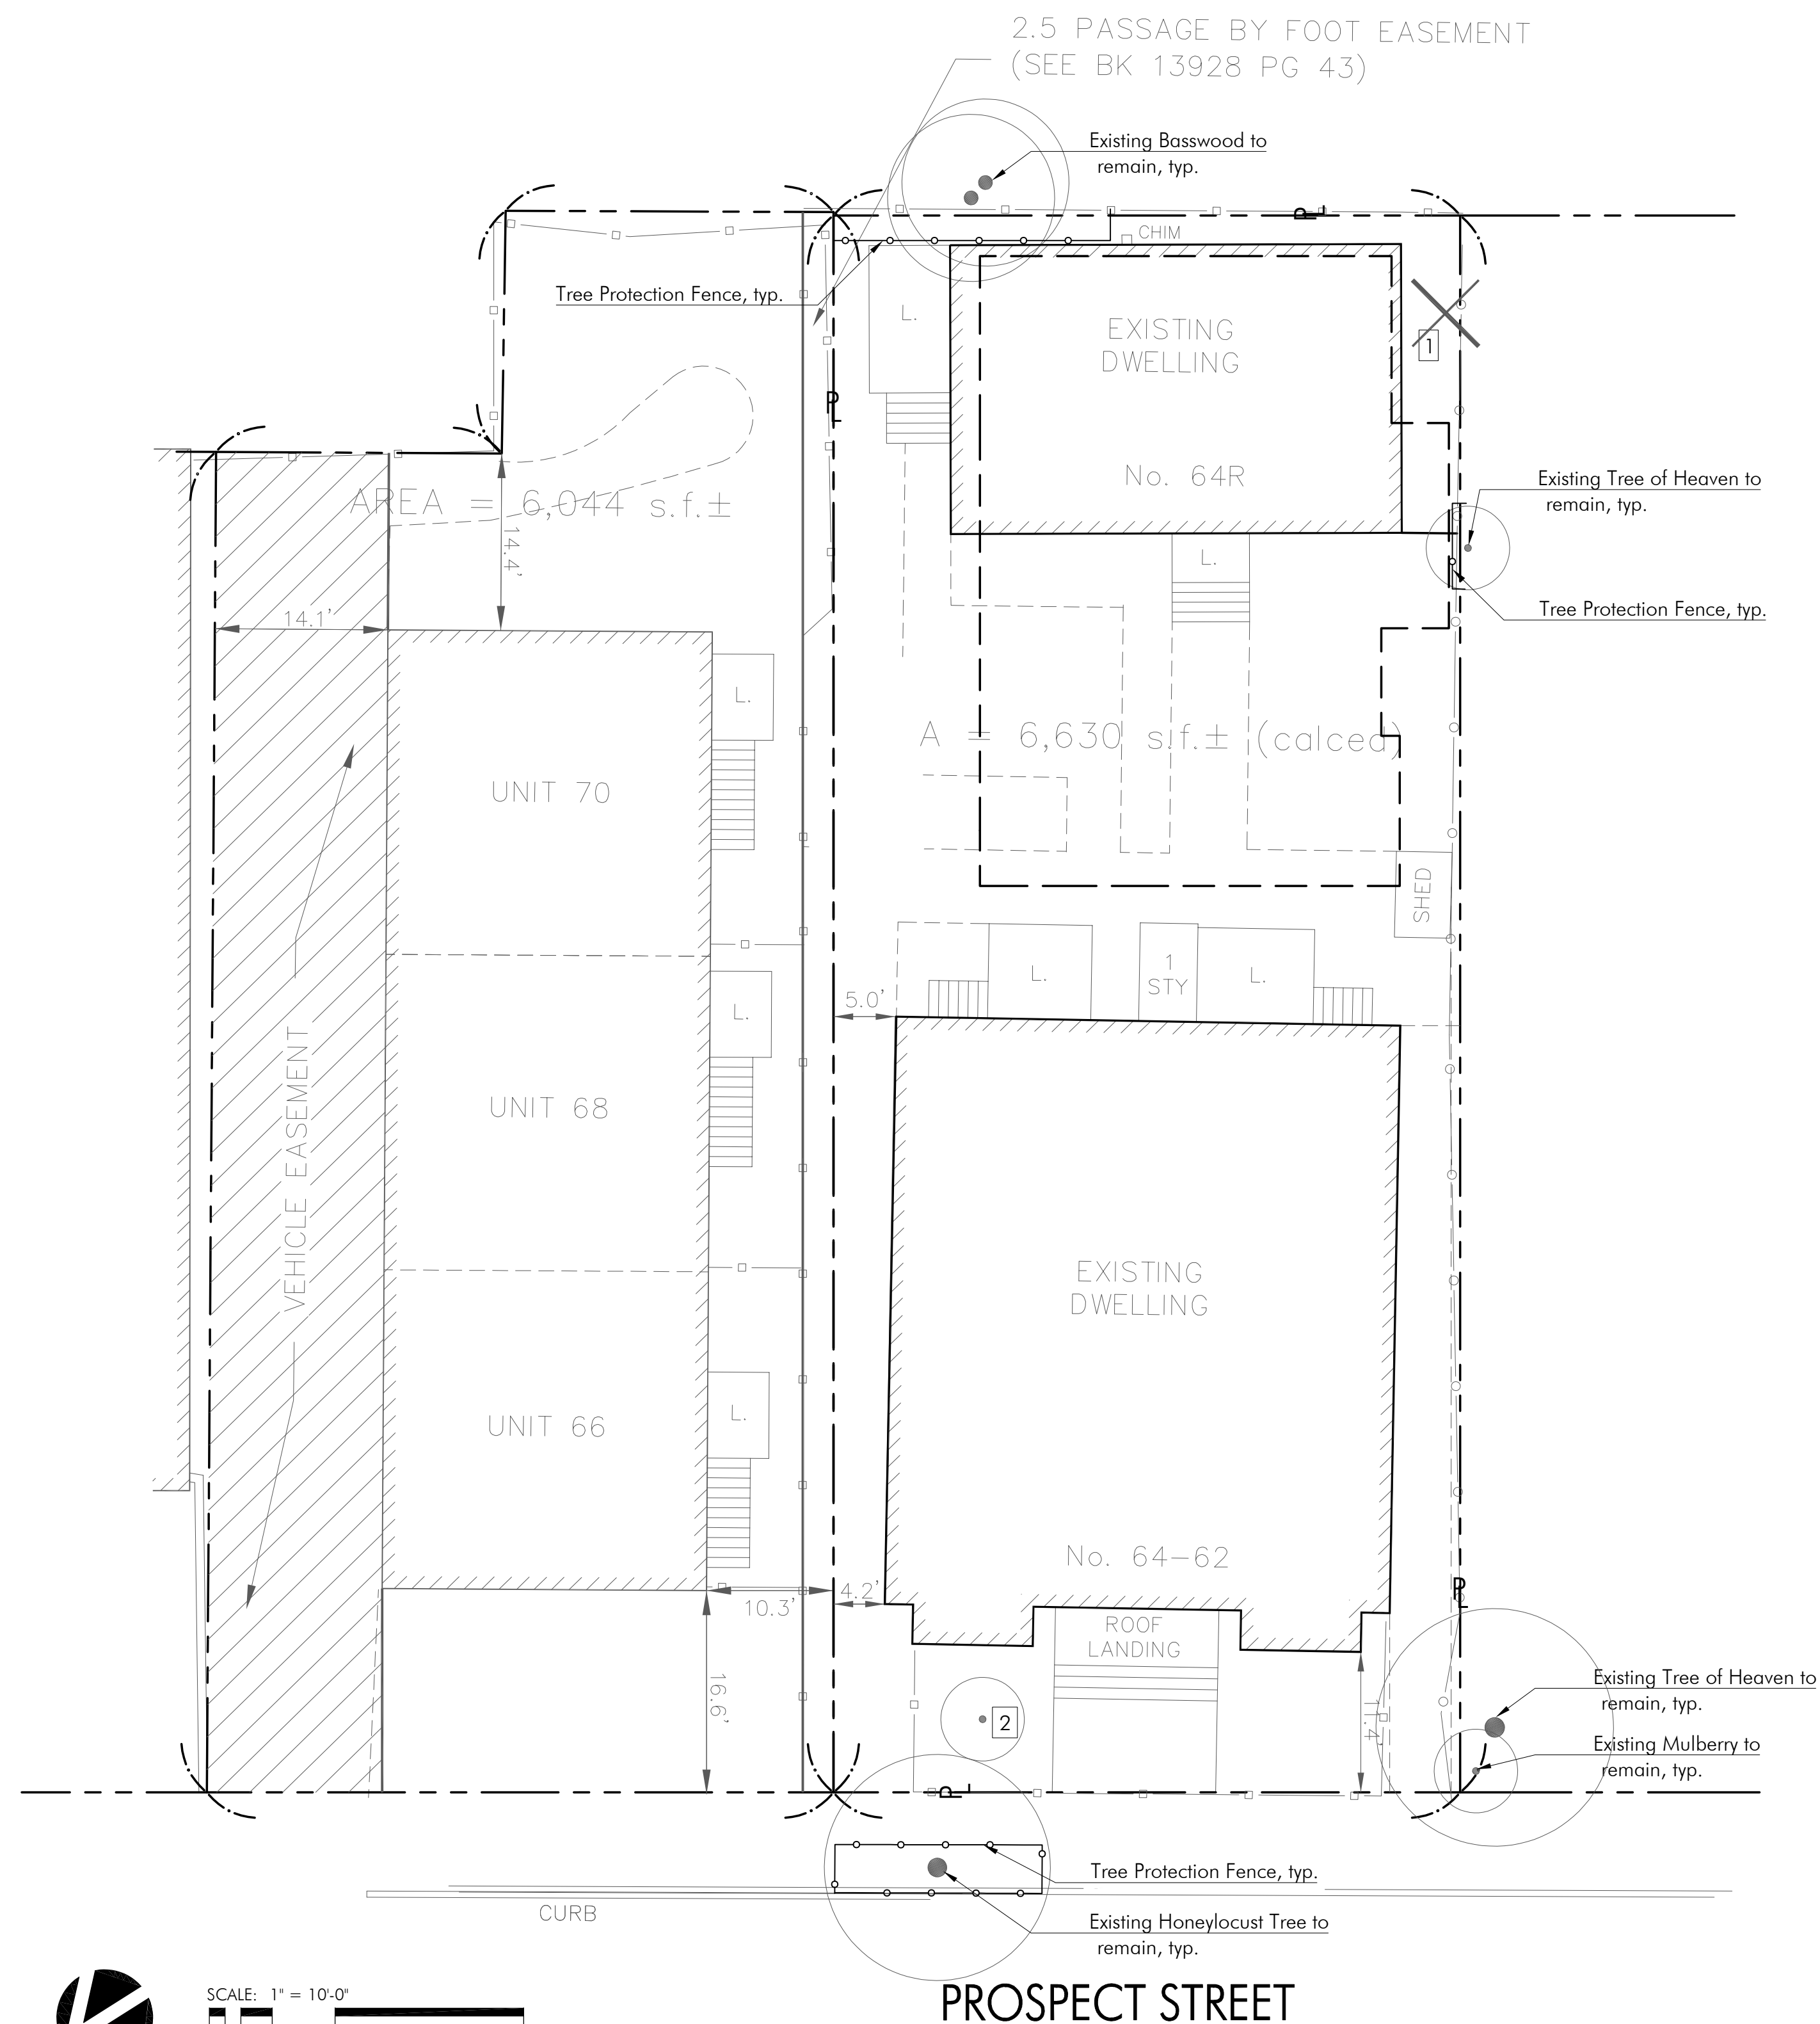 2.5 PASSAGE BY FOOT EASEMENT
(SEE BK 13928 PG 43)
Existing Basswood to
remain, typ.
PL
CHIM
Tree Protection Fence, typ.
L.
EXISTING
DWELLING
1
PL
No. 64R
Existing Tree of Heaven to
remain, typ.
AREA = 6,044 s.f.±
14.4'
L.
14.1'
Tree Protection Fence, typ.
L.
A = 6,630 s.f.± (calced)
UNIT 70
SHED
L.
1
STY
L.
5.0'
L.
VEHICLE EASEMENT
UNIT 68
EXISTING
DWELLING
L.
UNIT 66
No. 64-62
4.2'
10.3'
PL
ROOF
LANDING
16.6'
2
11.4'
Existing Tree of Heaven to
remain, typ.
Existing Mulberry to
remain, typ.
PL
Tree Protection Fence, typ.
CURB
Existing Honeylocust Tree to
remain, typ.
SCALE: 1" = 10'-0"
PROSPECT STREET